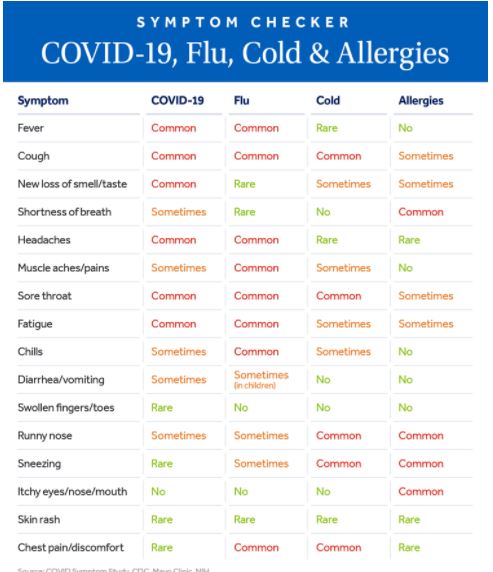 SYMPTOM CHECKER
COVID-19, Flu, Cold & Allergies
Symptom COVID-19 Flu Cold Allergies
Fever Common Common Rare No
Cough Common Common Common Sometimes
New loss of smell/taste Common Rare Sometimes Sometimes
Shortness of breath Sometimes Rare No Common
Headaches Common Common Rare Rare
Muscle aches/pains Sometimes Common Sometimes No
Sore throat Common Common Common Sometimes
Fatigue Common Common Sometimes Sometimes
Chills Sometimes Common Sometimes No
Diarrhea/vomiting Sometimes Sometimes (in children) No No
Swollen fingers/toes Rare No No No
Runny nose Sometimes Sometimes Common Common
Sneezing Rare Sometimes Common Common
Itchy eyes/nose/mouth No No No Common
Skin rash Rare Rare Rare Rare
Chest pain/discomfort Rare Common Common Rare
Source: COVID Symptom Study, CDC, Mayo Clinic, NIH